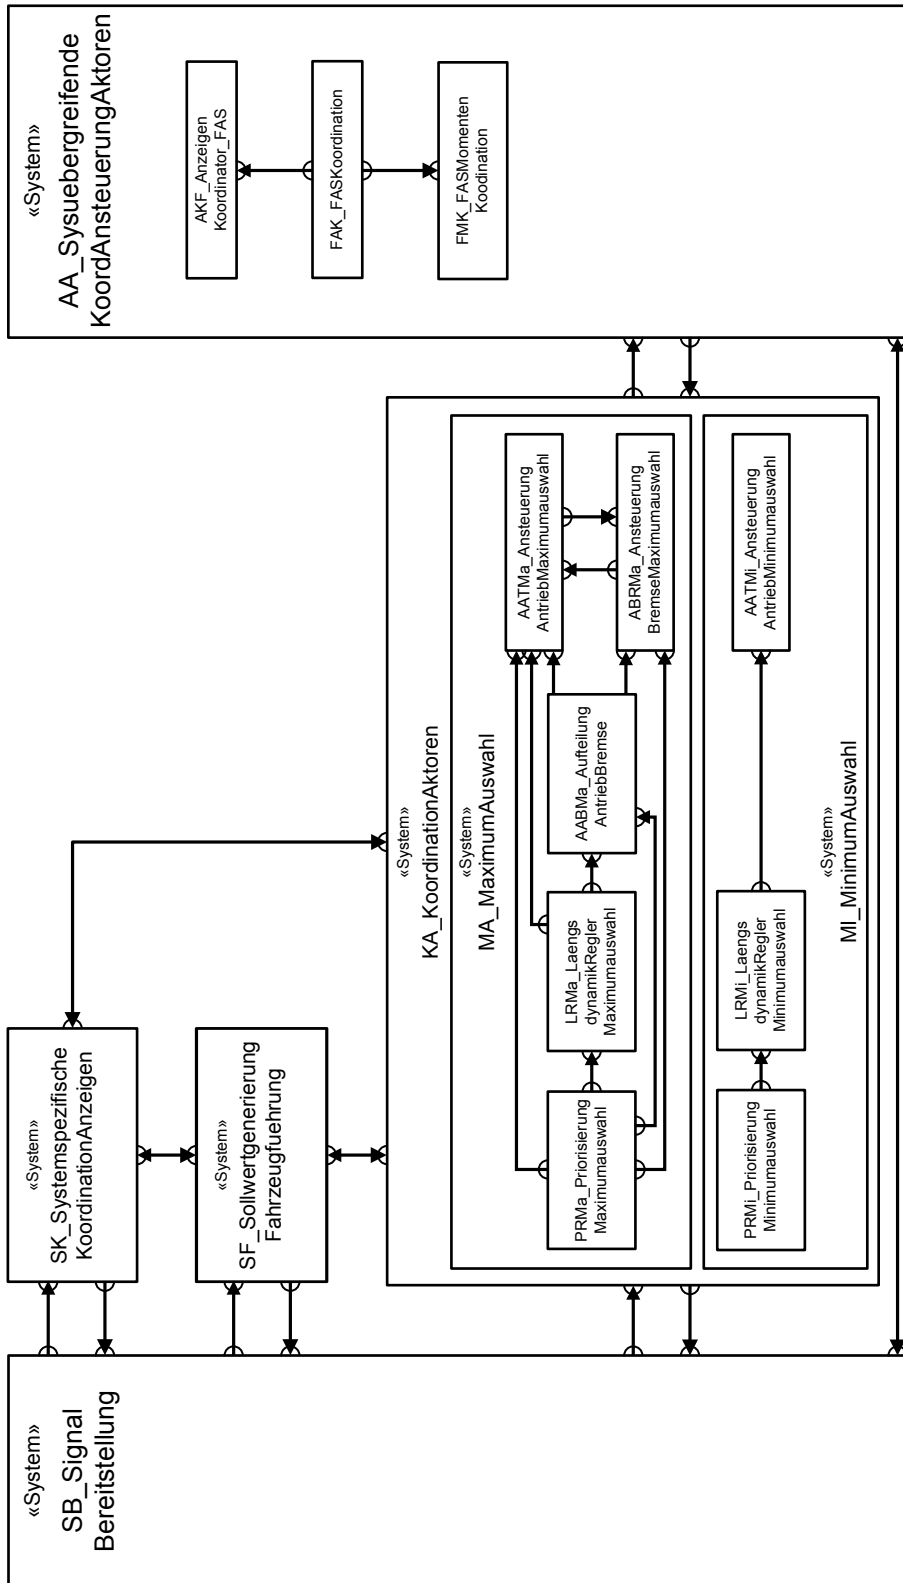 «System»
SB_Signal
Bereitstellung
«System»
SK_Systemspezifische
KoordinationAnzeigen
«System»
SF_Sollwertgenerierung
Fahrzeugfuehrung
«System»
KA_KoordinationAktoren
«System»
MA_MaximumAuswahl
PRMa_Priorisierung
Maximumauswahl
LRMa_Laengs
dynamikRegler
Maximumauswahl
AABMa_Aufteilung
AntriebBremse
AATMa_Ansteuerung
AntriebMaximumauswahl
ABRMa_Ansteuerung
BremseMaximumauswahl
PRMi_Priorisierung
Minimumauswahl
LRMi_Laengs
dynamikRegler
Minimumauswahl
AATMi_Ansteuerung
AntriebMinimumauswahl
«System»
MI_MinimumAuswahl
«System»
AA_Sysuebergreifende
KoordAnsteuerungAktoren
AKF_Anzeigen
Koordinator_FAS
FAK_FASKoordination
FMK_FASMomenten
Koodination